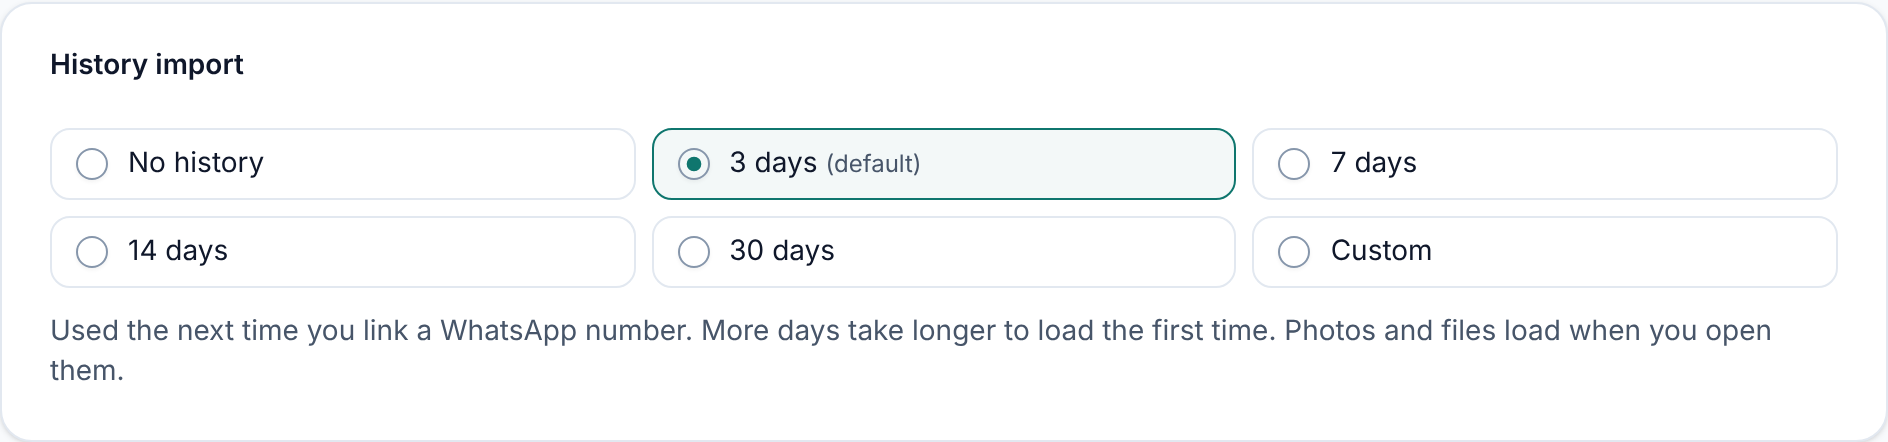 History import
No history
3 days (default)
7 days
14 days
30 days
Custom
Used the next time you link a WhatsApp number. More days take longer to load the first time. Photos and files load when you open
them.